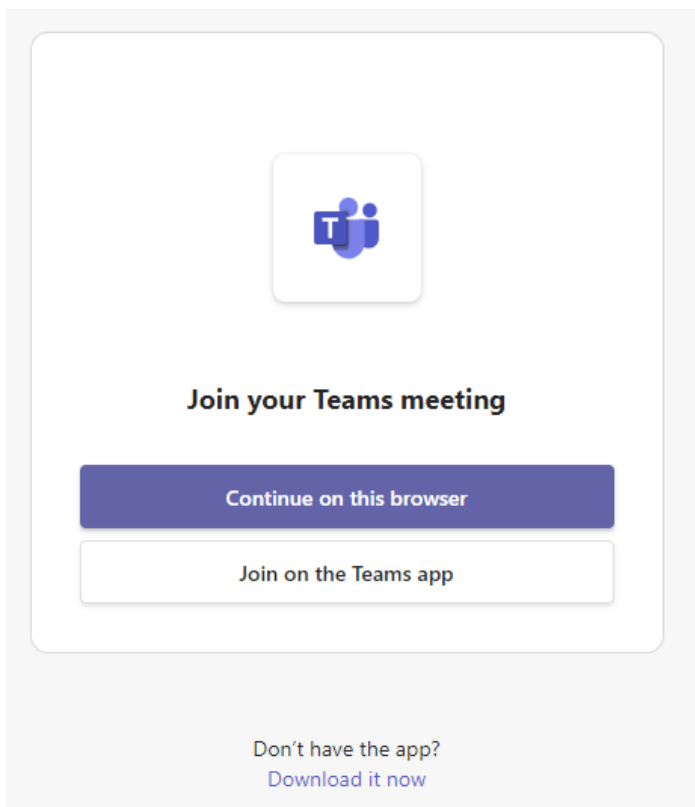 T
Join your Teams meeting
Continue on this browser
Join on the Teams app
Don't have the app?
Download it now